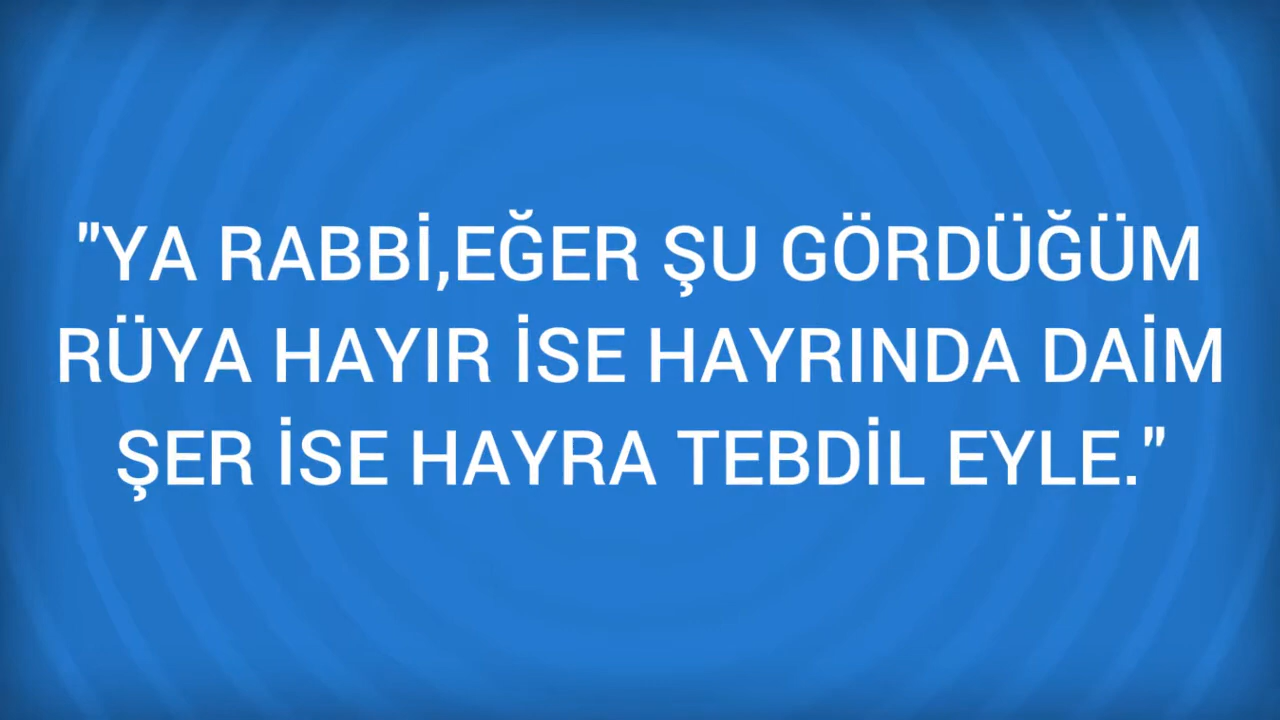 "YA RABBİ,EĞER ŞU GÖRDÜĞÜM
RÜYA HAYIR İSE HAYRINDA DAİM
ŞER İSE HAYRA TEBDİL EYLE."